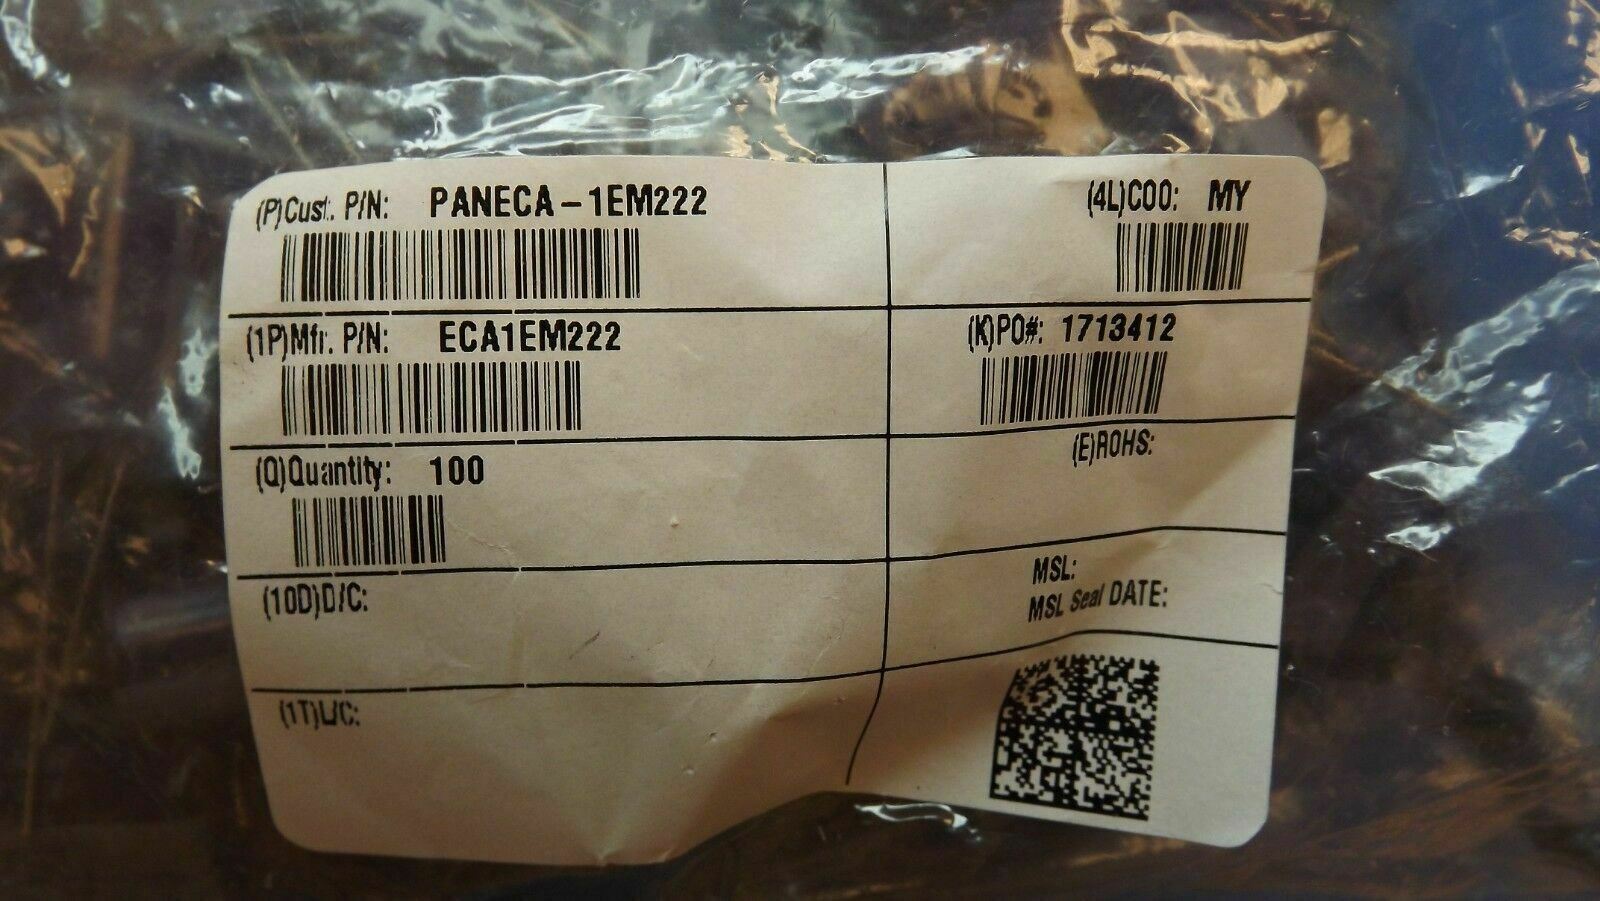 (P)Cust. P/N: PANECA-1EM222
(4L)COO: MY
(1P)Mfr. P/N: ECA1EM222
(K)PO#: 1713412
(Q)Quantity: 100
(E)ROHS:
(10D)D/C:
MSL:
MSL Seal DATE:
(1T)L/C: